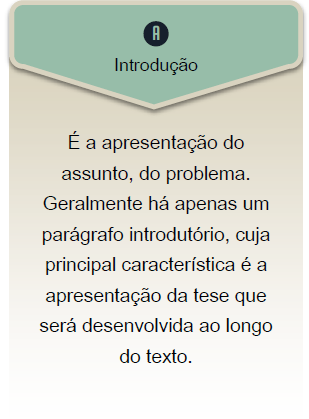 A
Introdução
É a apresentação do
assunto, do problema.
Geralmente há apenas um
parágrafo introdutório, cuja
principal característica é a
apresentação da tese que
será desenvolvida ao longo
do texto.